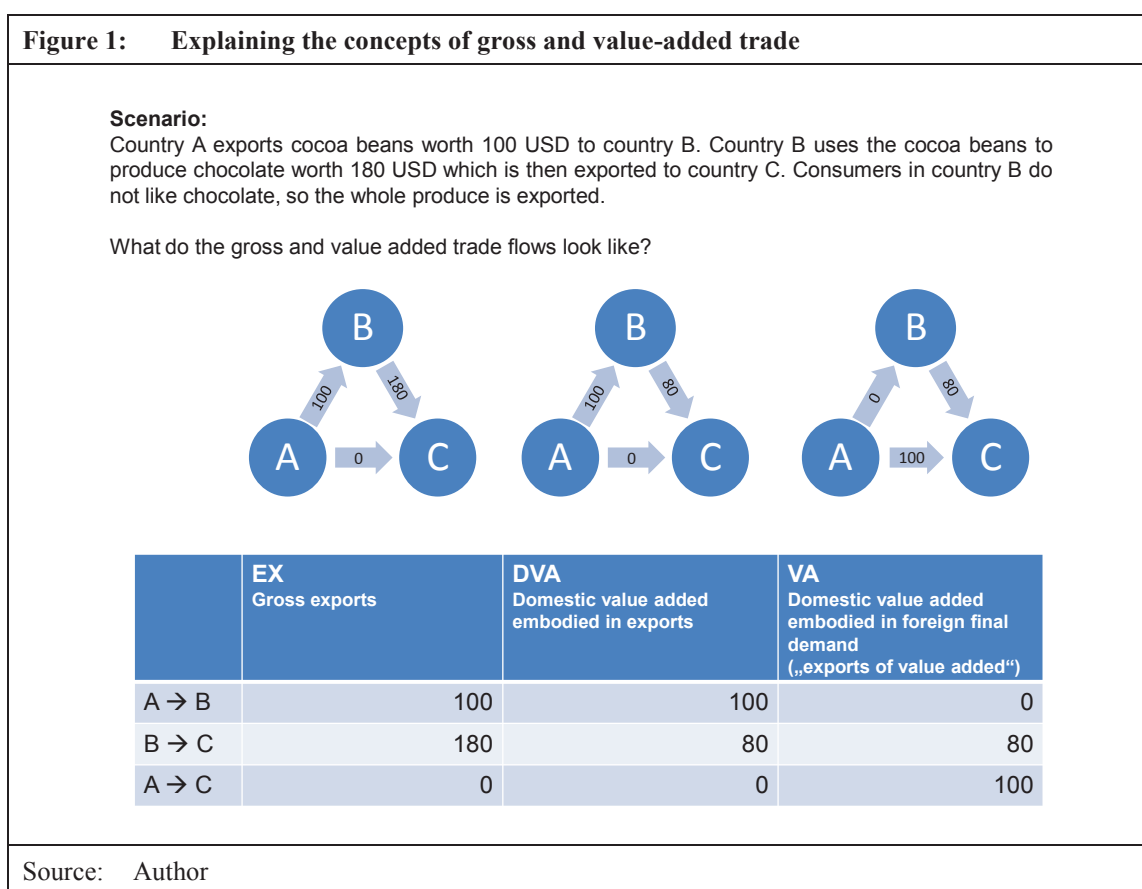 Figure 1: Explaining the concepts of gross and value-added trade
Scenario:
Country A exports cocoa beans worth 100 USD to country B. Country B uses the cocoa beans to
produce chocolate worth 180 USD which is then exported to country C. Consumers in country B do
not like chocolate, so the whole produce is exported.
What do the gross and value added trade flows look like?
B B B
100 180 100 80 0 80
A 0 C A 0 C A 100 C
EX DVA VA
Gross exports Domestic value added Domestic value added
embodied in exports embodied in foreign final
demand
(„exports of value added“)
A → B 100 100 0
B → C 180 80 80
A → C 0 0 100
Source: Author